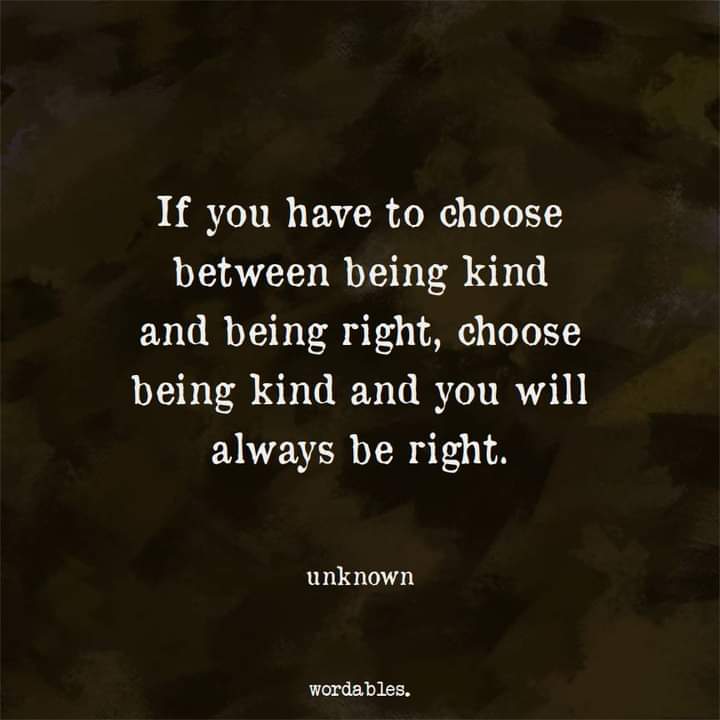 If you have to choose
between being kind
and being right, choose
being kind and you will
always be right.
unknown
wordables.